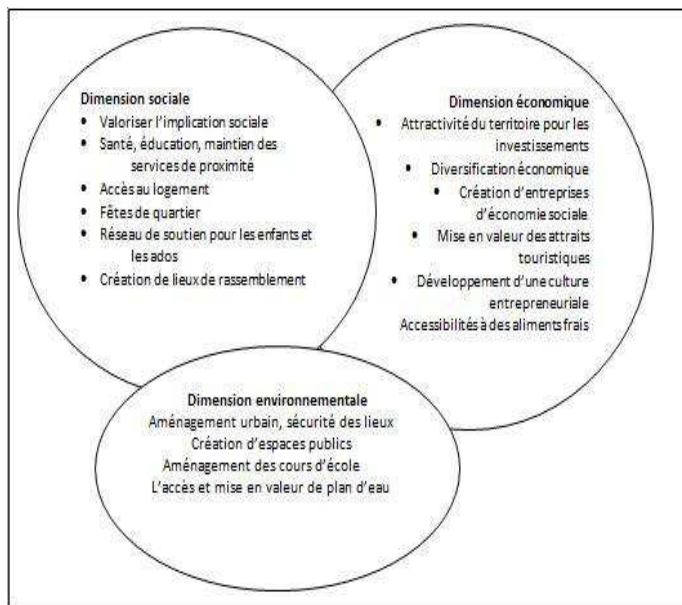 Dimension sociale
• Valoriser l'implication sociale
• Santé, éducation, maintien des
services de proximité
• Accès au logement
• Fêtes de quartier
• Réseau de soutien pour les enfants et
les ados
• Création de lieux de rassemblement
Dimension économique
• Attractivité du territoire pour les
investissements
• Diversification économique
• Création d'entreprises
d'économie sociale
• Mise en valeur des attraits
touristiques
• Développement d'une culture
entrepreneuriale
Accessibilités à des aliments frais
Dimension environnementale
Aménagement urbain, sécurité des lieux
Création d'espaces publics
Aménagement des cours d'école
L'accès et mise en valeur de plan d'eau